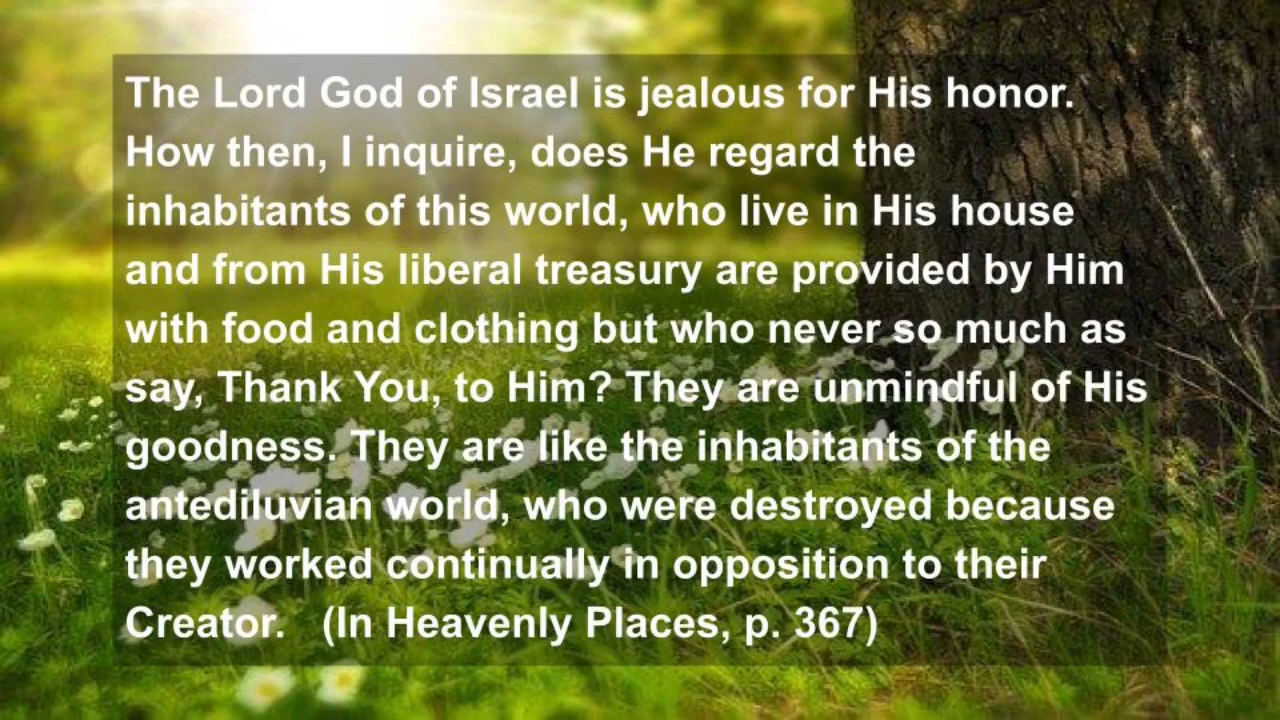 The Lord God of Israel is jealous for His honor.
How then, I inquire, does He regard the
inhabitants of this world, who live in His house
and from His liberal treasury are provided by Him
with food and clothing but who never so much as
say, Thank You, to Him? They are unmindful of His
goodness. They are like the inhabitants of the
antediluvian world, who were destroyed because
they worked continually in opposition to their
Creator. (In Heavenly Places, p. 367)